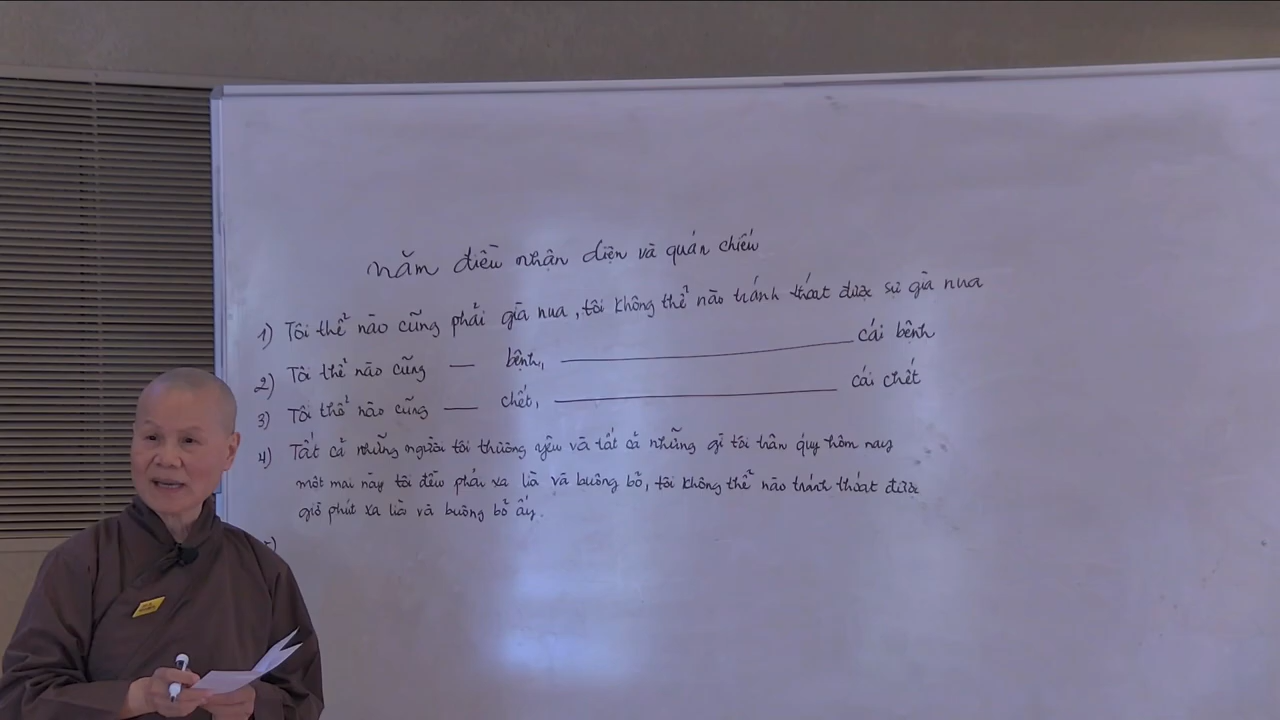 năm điều nhận diện và quán chiếu
1) Tôi thế nào cũng phải già nua, tôi không thể nào tránh thoát được sự già nua
2) Tôi thế nào cũng — bệnh, ——— cái bệnh
3) Tôi thế nào cũng — chết, ——— cái chết
4) Tất cả những người tôi thương yêu và tất cả những gì tôi trân quý hôm nay
một mai này tôi đều phải xa lìa và buông bỏ, tôi không thể nào tránh thoát được
giờ phút xa lìa và buông bỏ ấy.
5)